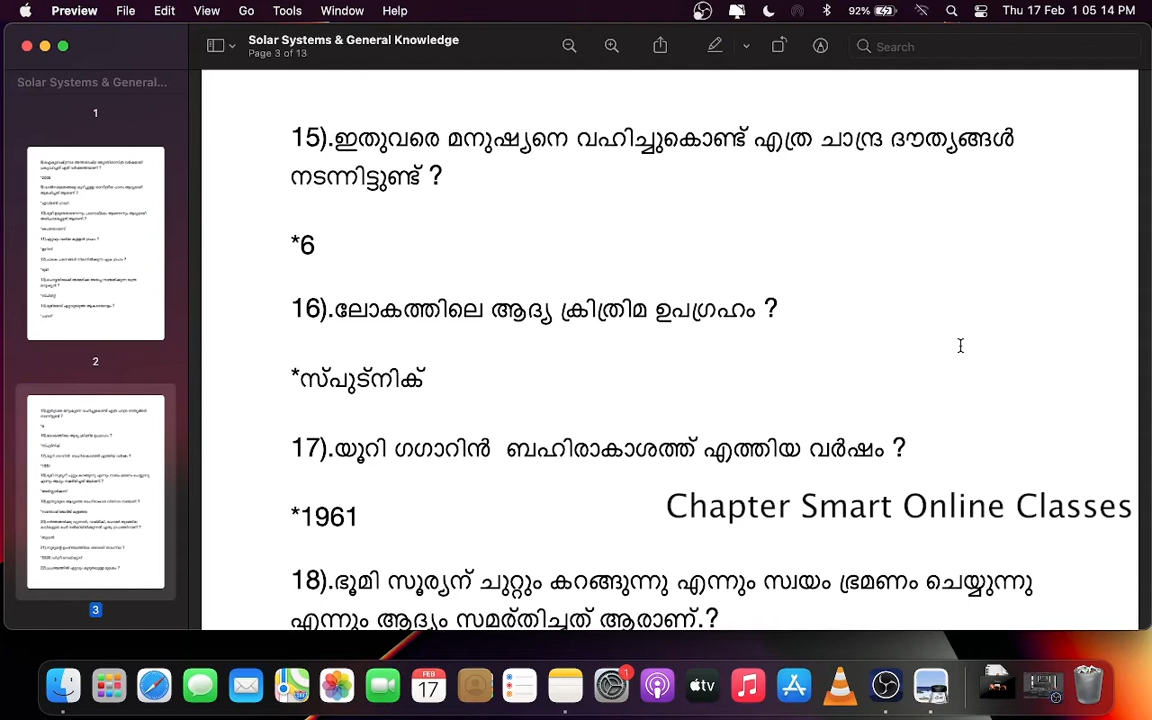 Preview File Edit View Go Tools Window Help 92% Thu 17 Feb 1 05 14 PM
Solar Systems & General Knowledge
Page 3 of 13
Search
Solar Systems & General...
1
2
3
15).ഇതുവരെ മനുഷ്യനെ വഹിച്ചുകൊണ്ട് എത്ര ചാന്ദ്ര ദൗത്യങ്ങൾ
നടന്നിട്ടുണ്ട് ?
*6
16).ലോകത്തിലെ ആദ്യ ക്രിത്രിമ ഉപഗ്രഹം ?
*സ്പുട്നിക്
17).യൂറി ഗഗാറിൻ ബഹിരാകാശത്ത് എത്തിയ വർഷം ?
*1961
Chapter Smart Online Classes
18).ഭൂമി സൂര്യന് ചുറ്റും കറങ്ങുന്നു എന്നും സ്വയം ഭ്രമണം ചെയ്യുന്നു
എന്നും ആദ്യം സമർതിച്ചത് ആരാണ്.?
FEB
17
1
tv